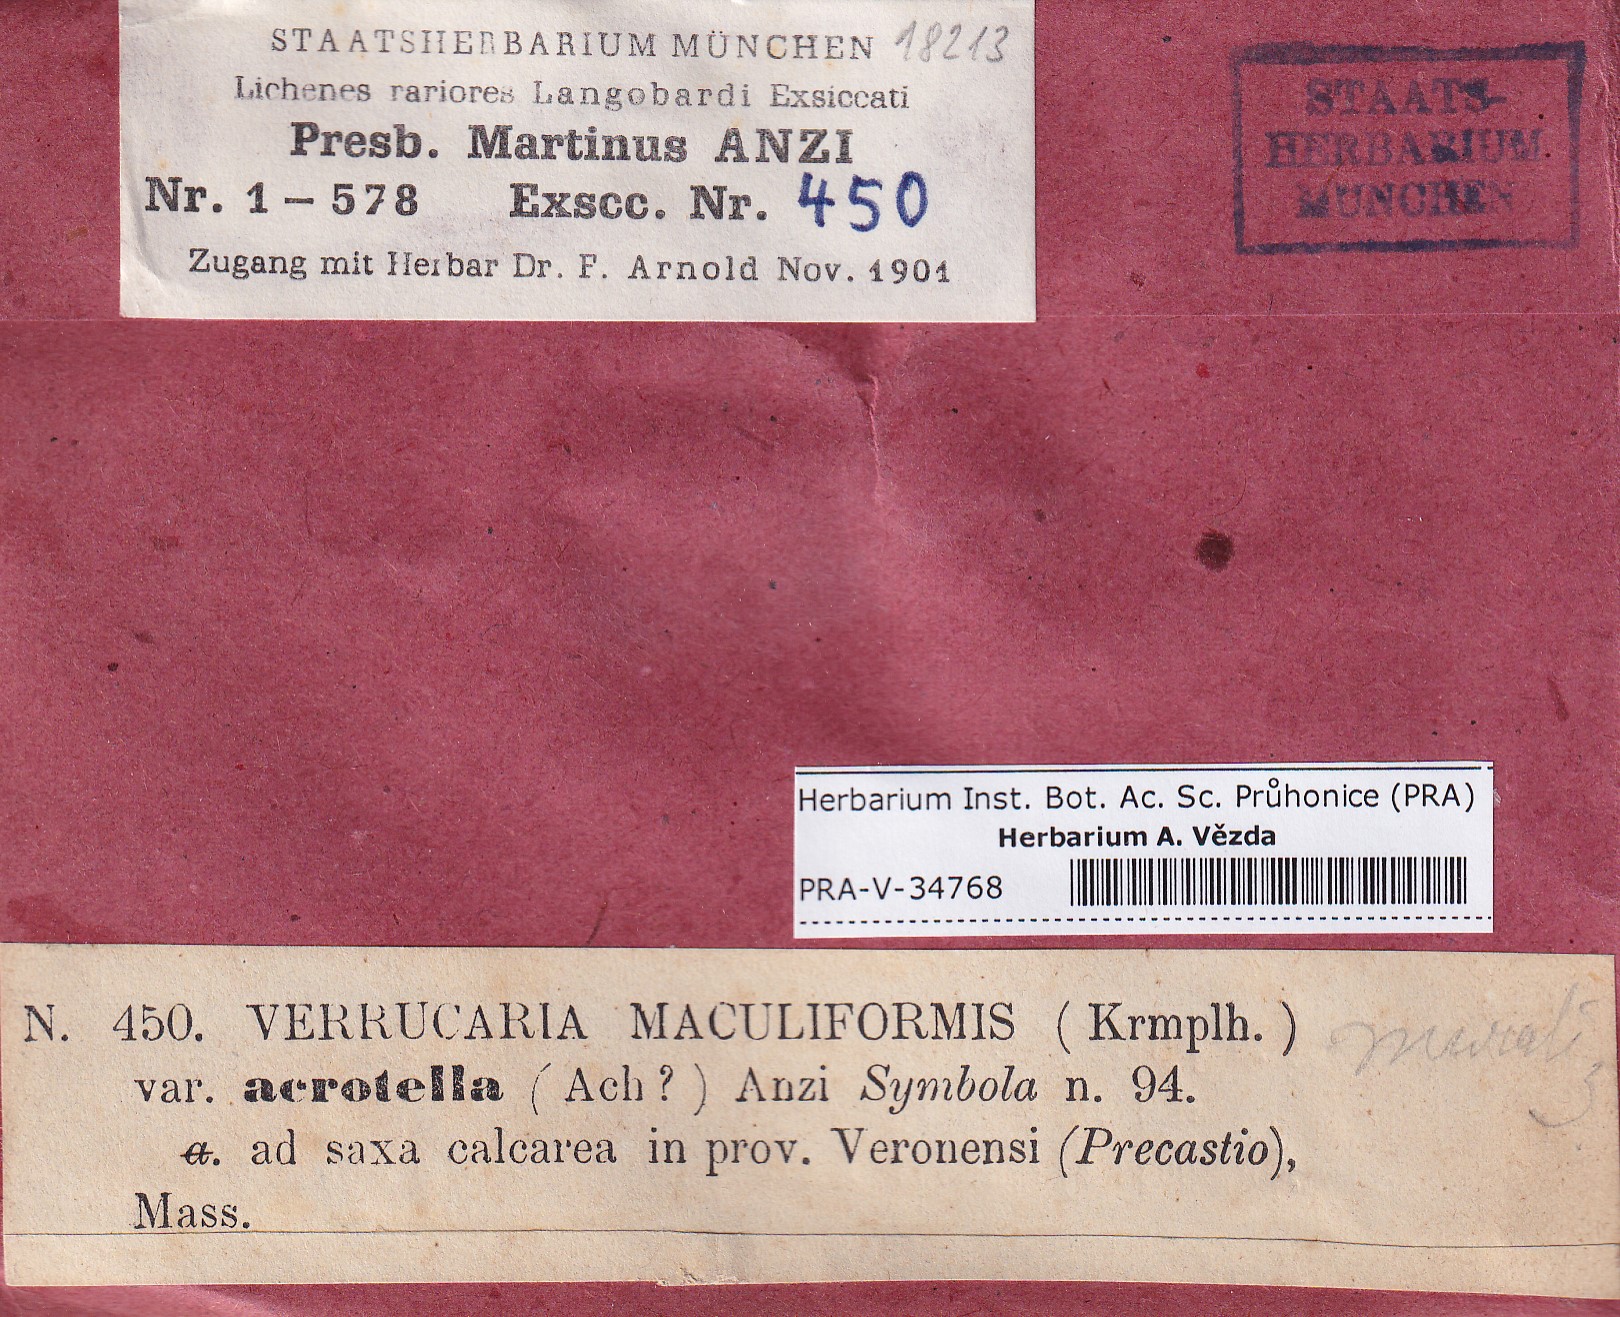 STAATSHERBARIUM MÜNCHEN 18213
Lichenes rariores Langobardi Exsiccati
Presb. Martinus ANZI
Nr. 1 – 578 Exscc. Nr. 450
Zugang mit Herbar Dr. F. Arnold Nov. 1901
STAATS-
HERBARIUM
MÜNCHEN
Herbarium Inst. Bot. Ac. Sc. Průhonice (PRA)
Herbarium A. Vězda
PRA-V-34768
N. 450. VERRUCARIA MACULIFORMIS (Krmplh.)
var. acrotella (Ach?) Anzi Symbola n. 94.
a. ad saxa calcarea in prov. Veronensi (Precastio),
Mass.